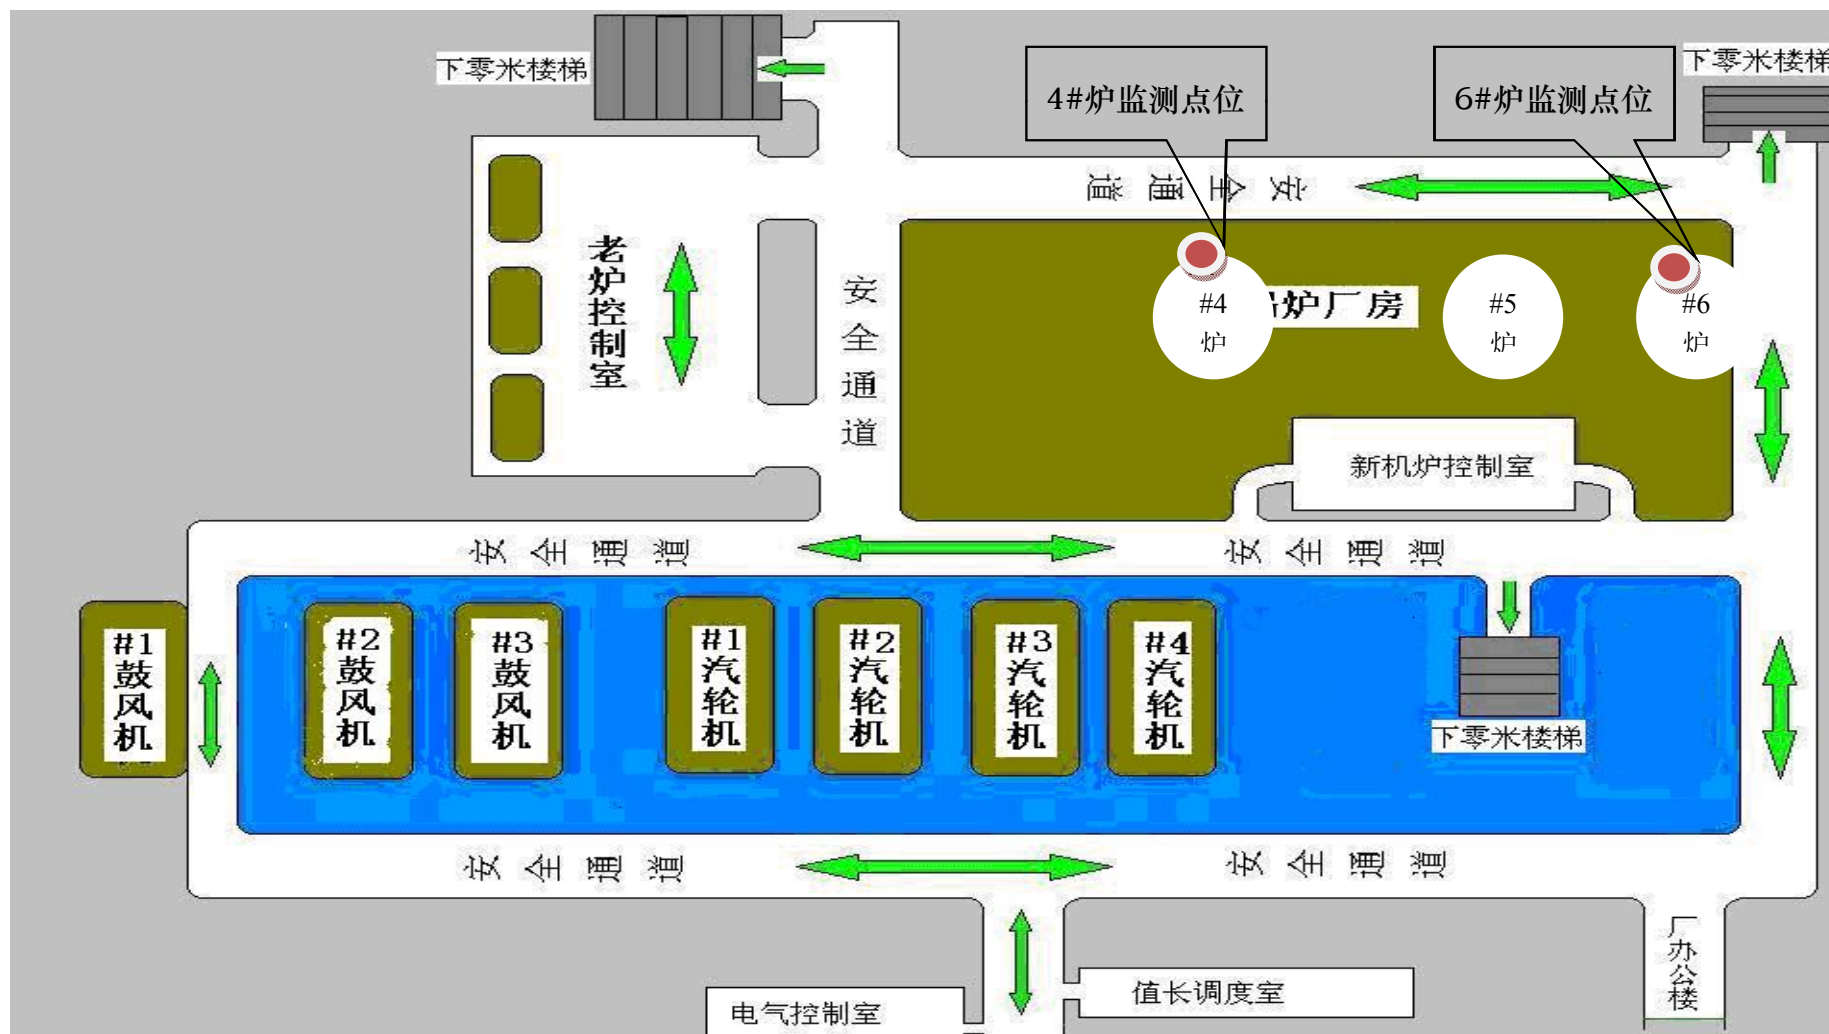 下零米楼梯
4#炉监测点位
6#炉监测点位
下零米楼梯
安全通道
老炉控制室
安全通道
#4
炉
炉厂房
#5
炉
#6
炉
新机炉控制室
安全通道
安全通道
#1鼓风机
#2鼓风机
#3鼓风机
#1汽轮机
#2汽轮机
#3汽轮机
#4汽轮机
下零米楼梯
安全通道
安全通道
厂办公楼
值长调度室
电气控制室